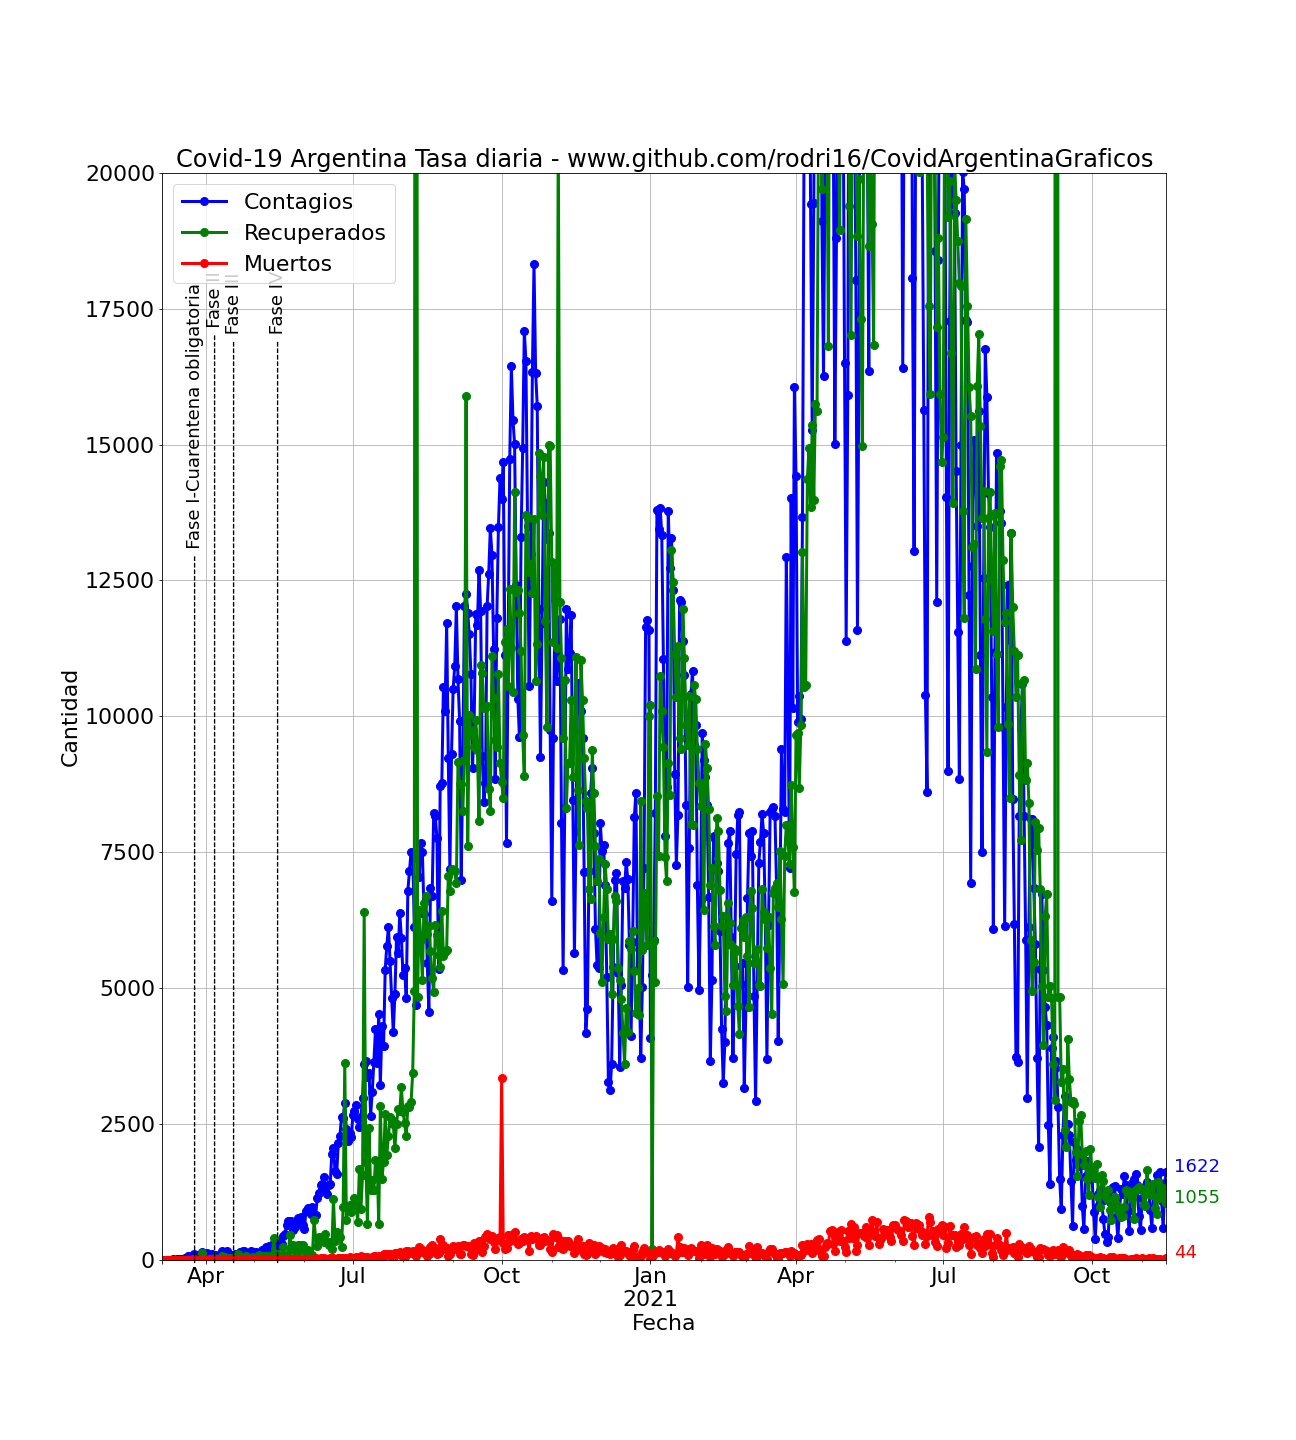 Covid-19 Argentina Tasa diaria - www.github.com/rodri16/CovidArgentinaGraficos
20000
17500
15000
12500
10000
7500
5000
2500
0
Cantidad
Contagios
Recuperados
Muertos
Fase I-Cuarentena obligatoria
Fase II
Fase III
Fase IV
1622
1055
44
Apr
Jul
Oct
Jan
2021
Apr
Jul
Oct
Fecha